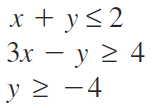 x + y ≤ 2
3x − y ≥ 4
y ≥ −4